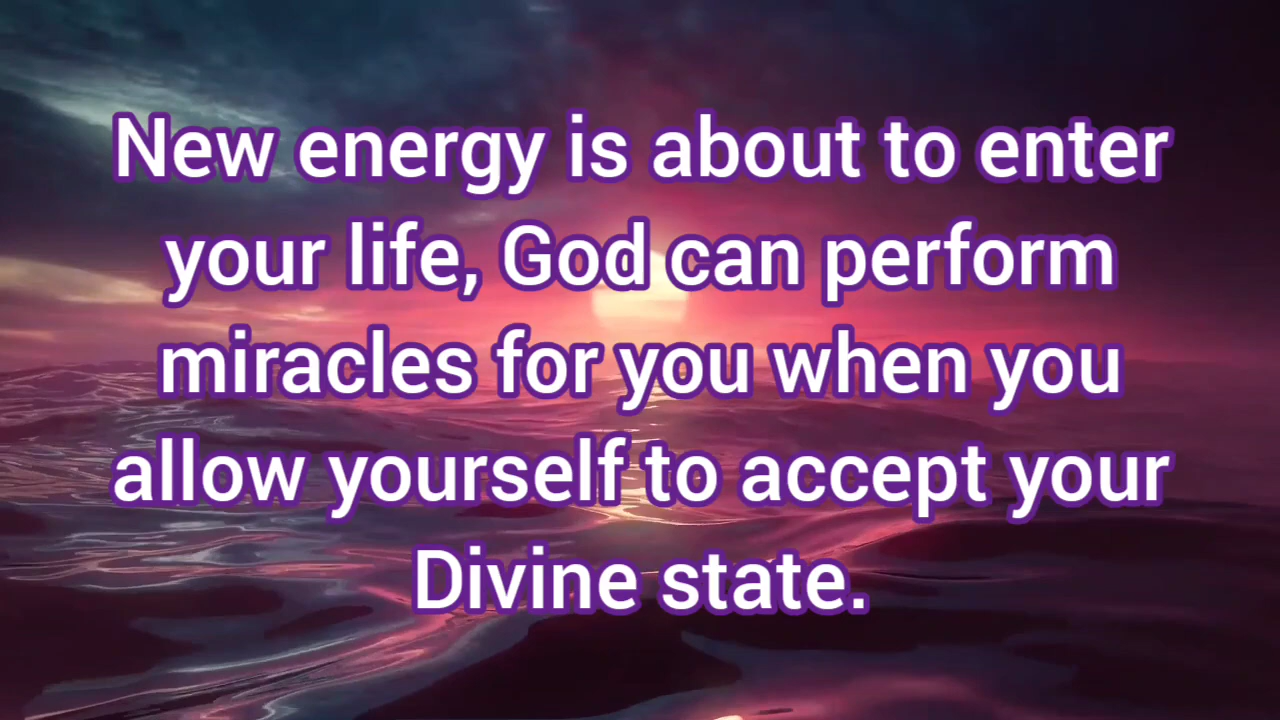 New energy is about to enter
your life, God can perform
miracles for you when you
allow yourself to accept your
Divine state.